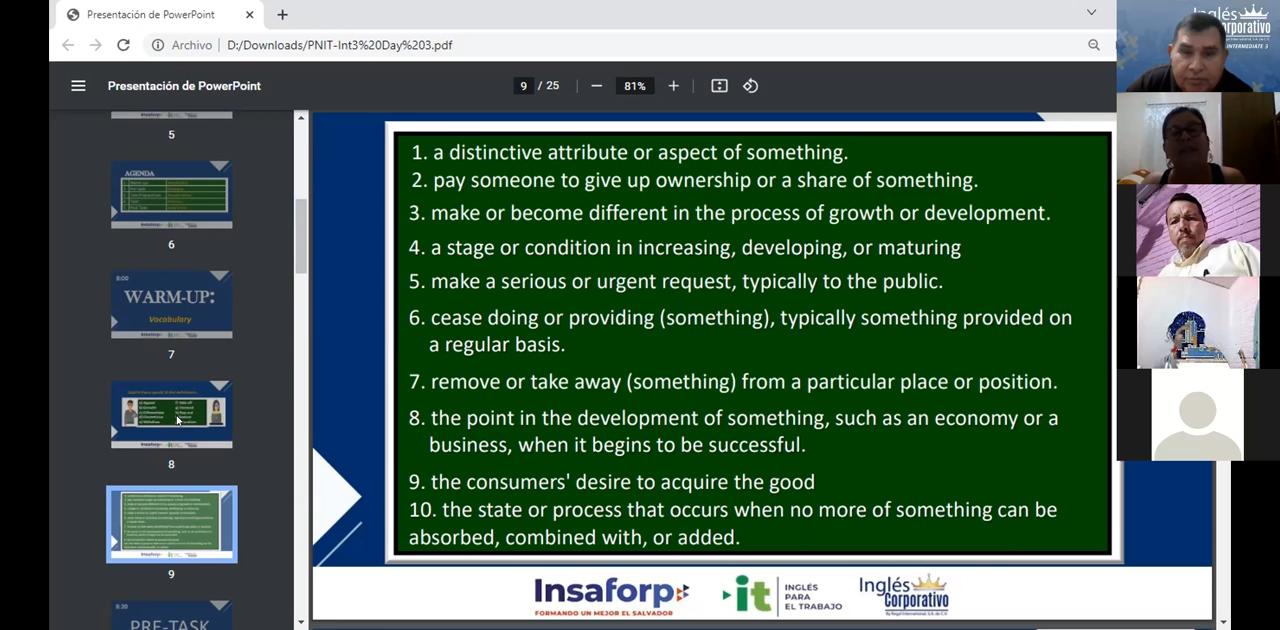 Presentación de PowerPoint
Archivo D:/Downloads/PNIT-Int3%20Day%203.pdf
Presentación de PowerPoint
9 / 25
81%
Inglés
Corporativo
INTERMEDIATE 3
5
AGENDA
6
8:00
WARM-UP:
Vocabulary
7
8
9
8:20
PRE-TASK
1. a distinctive attribute or aspect of something.
2. pay someone to give up ownership or a share of something.
3. make or become different in the process of growth or development.
4. a stage or condition in increasing, developing, or maturing
5. make a serious or urgent request, typically to the public.
6. cease doing or providing (something), typically something provided on
a regular basis.
7. remove or take away (something) from a particular place or position.
8. the point in the development of something, such as an economy or a
business, when it begins to be successful.
9. the consumers' desire to acquire the good
10. the state or process that occurs when no more of something can be
absorbed, combined with, or added.
Insaforp
FORMANDO UN MEJOR EL SALVADOR
it
INGLÉS
PARA
EL TRABAJO
Inglés
Corporativo